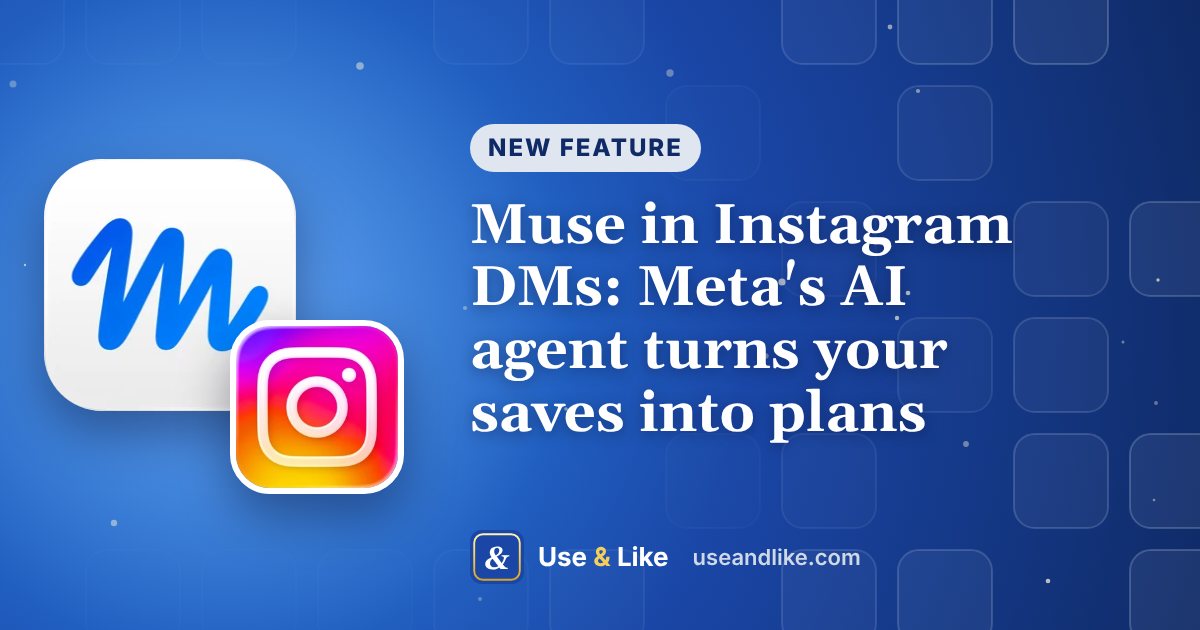 NEW FEATURE
Muse in Instagram
DMs: Meta's AI
agent turns your
saves into plans
& Use & Like useandlike.com